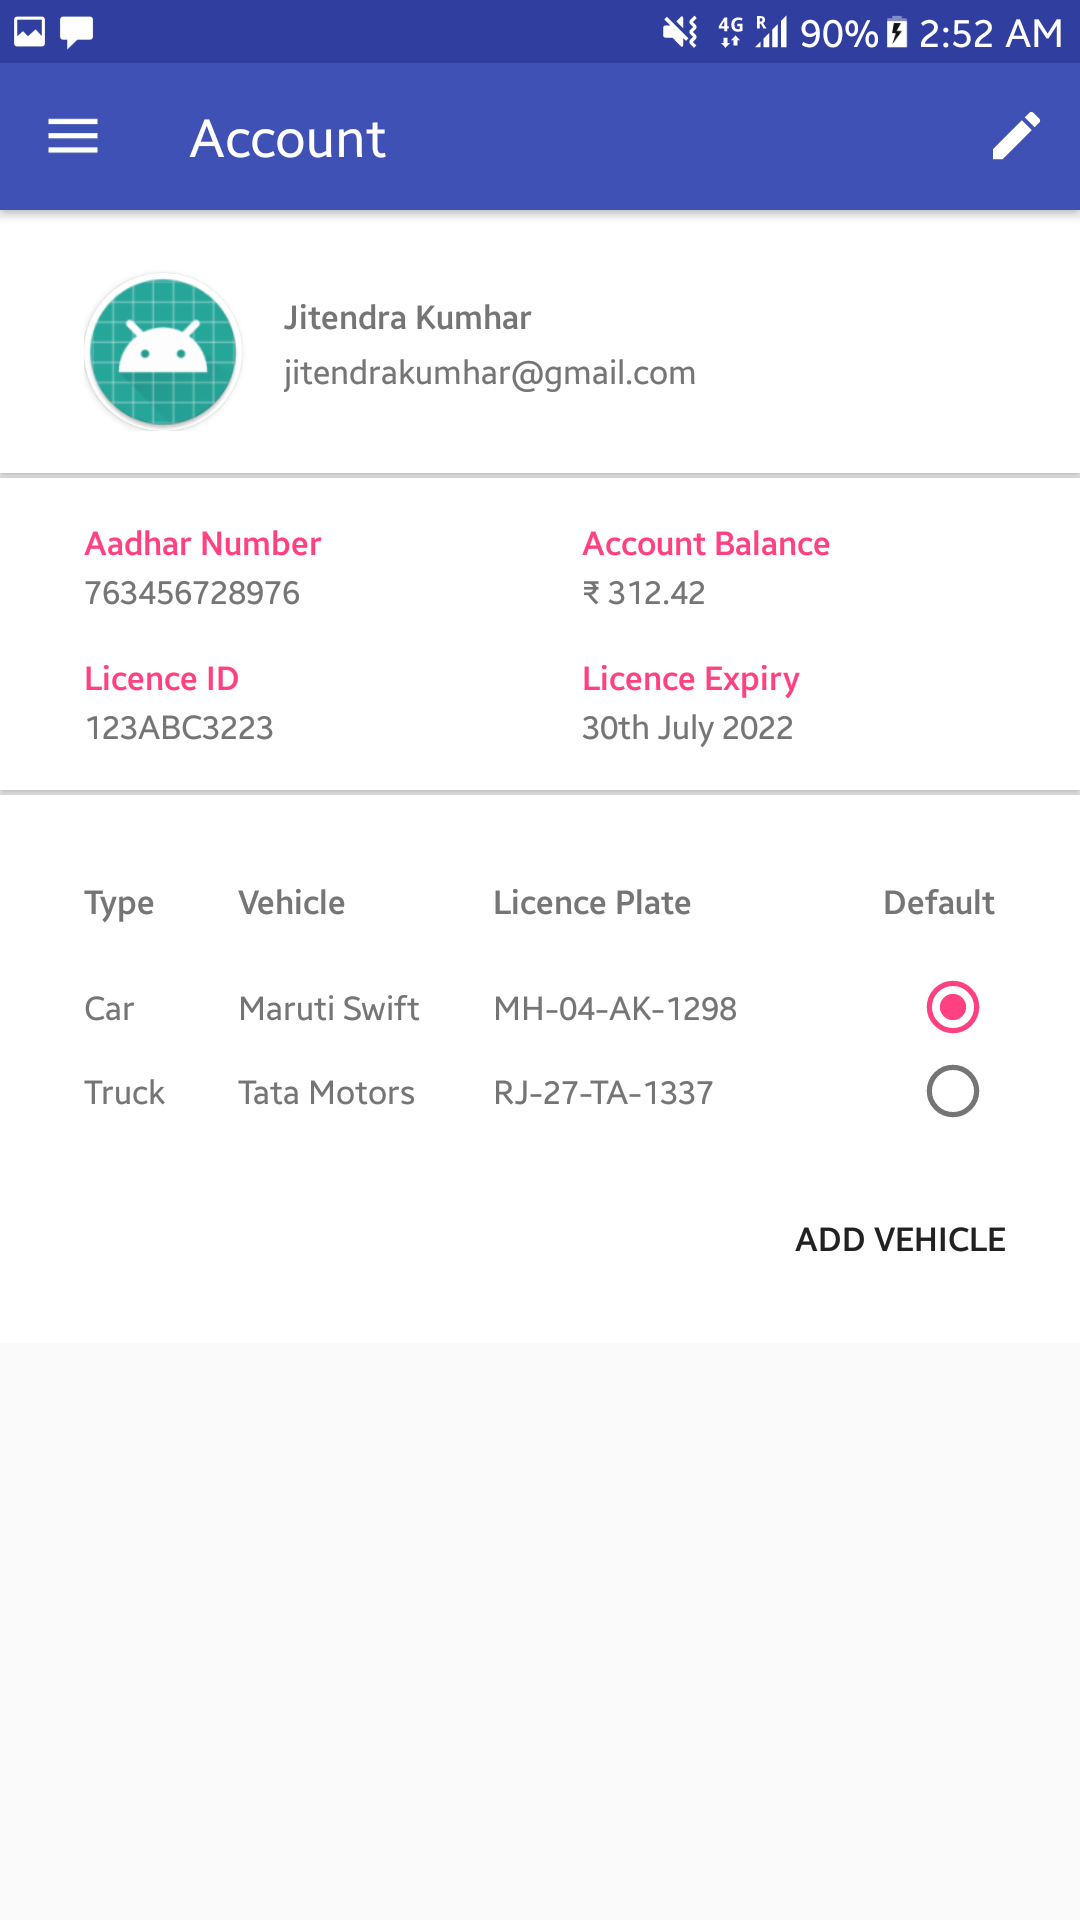 4G R 90% 2:52 AM
Account
Jitendra Kumhar
jitendrakumhar@gmail.com
Aadhar Number Account Balance
763456728976 ₹ 312.42
Licence ID Licence Expiry
123ABC3223 30th July 2022
Type Vehicle Licence Plate Default
Car Maruti Swift MH-04-AK-1298
Truck Tata Motors RJ-27-TA-1337
ADD VEHICLE